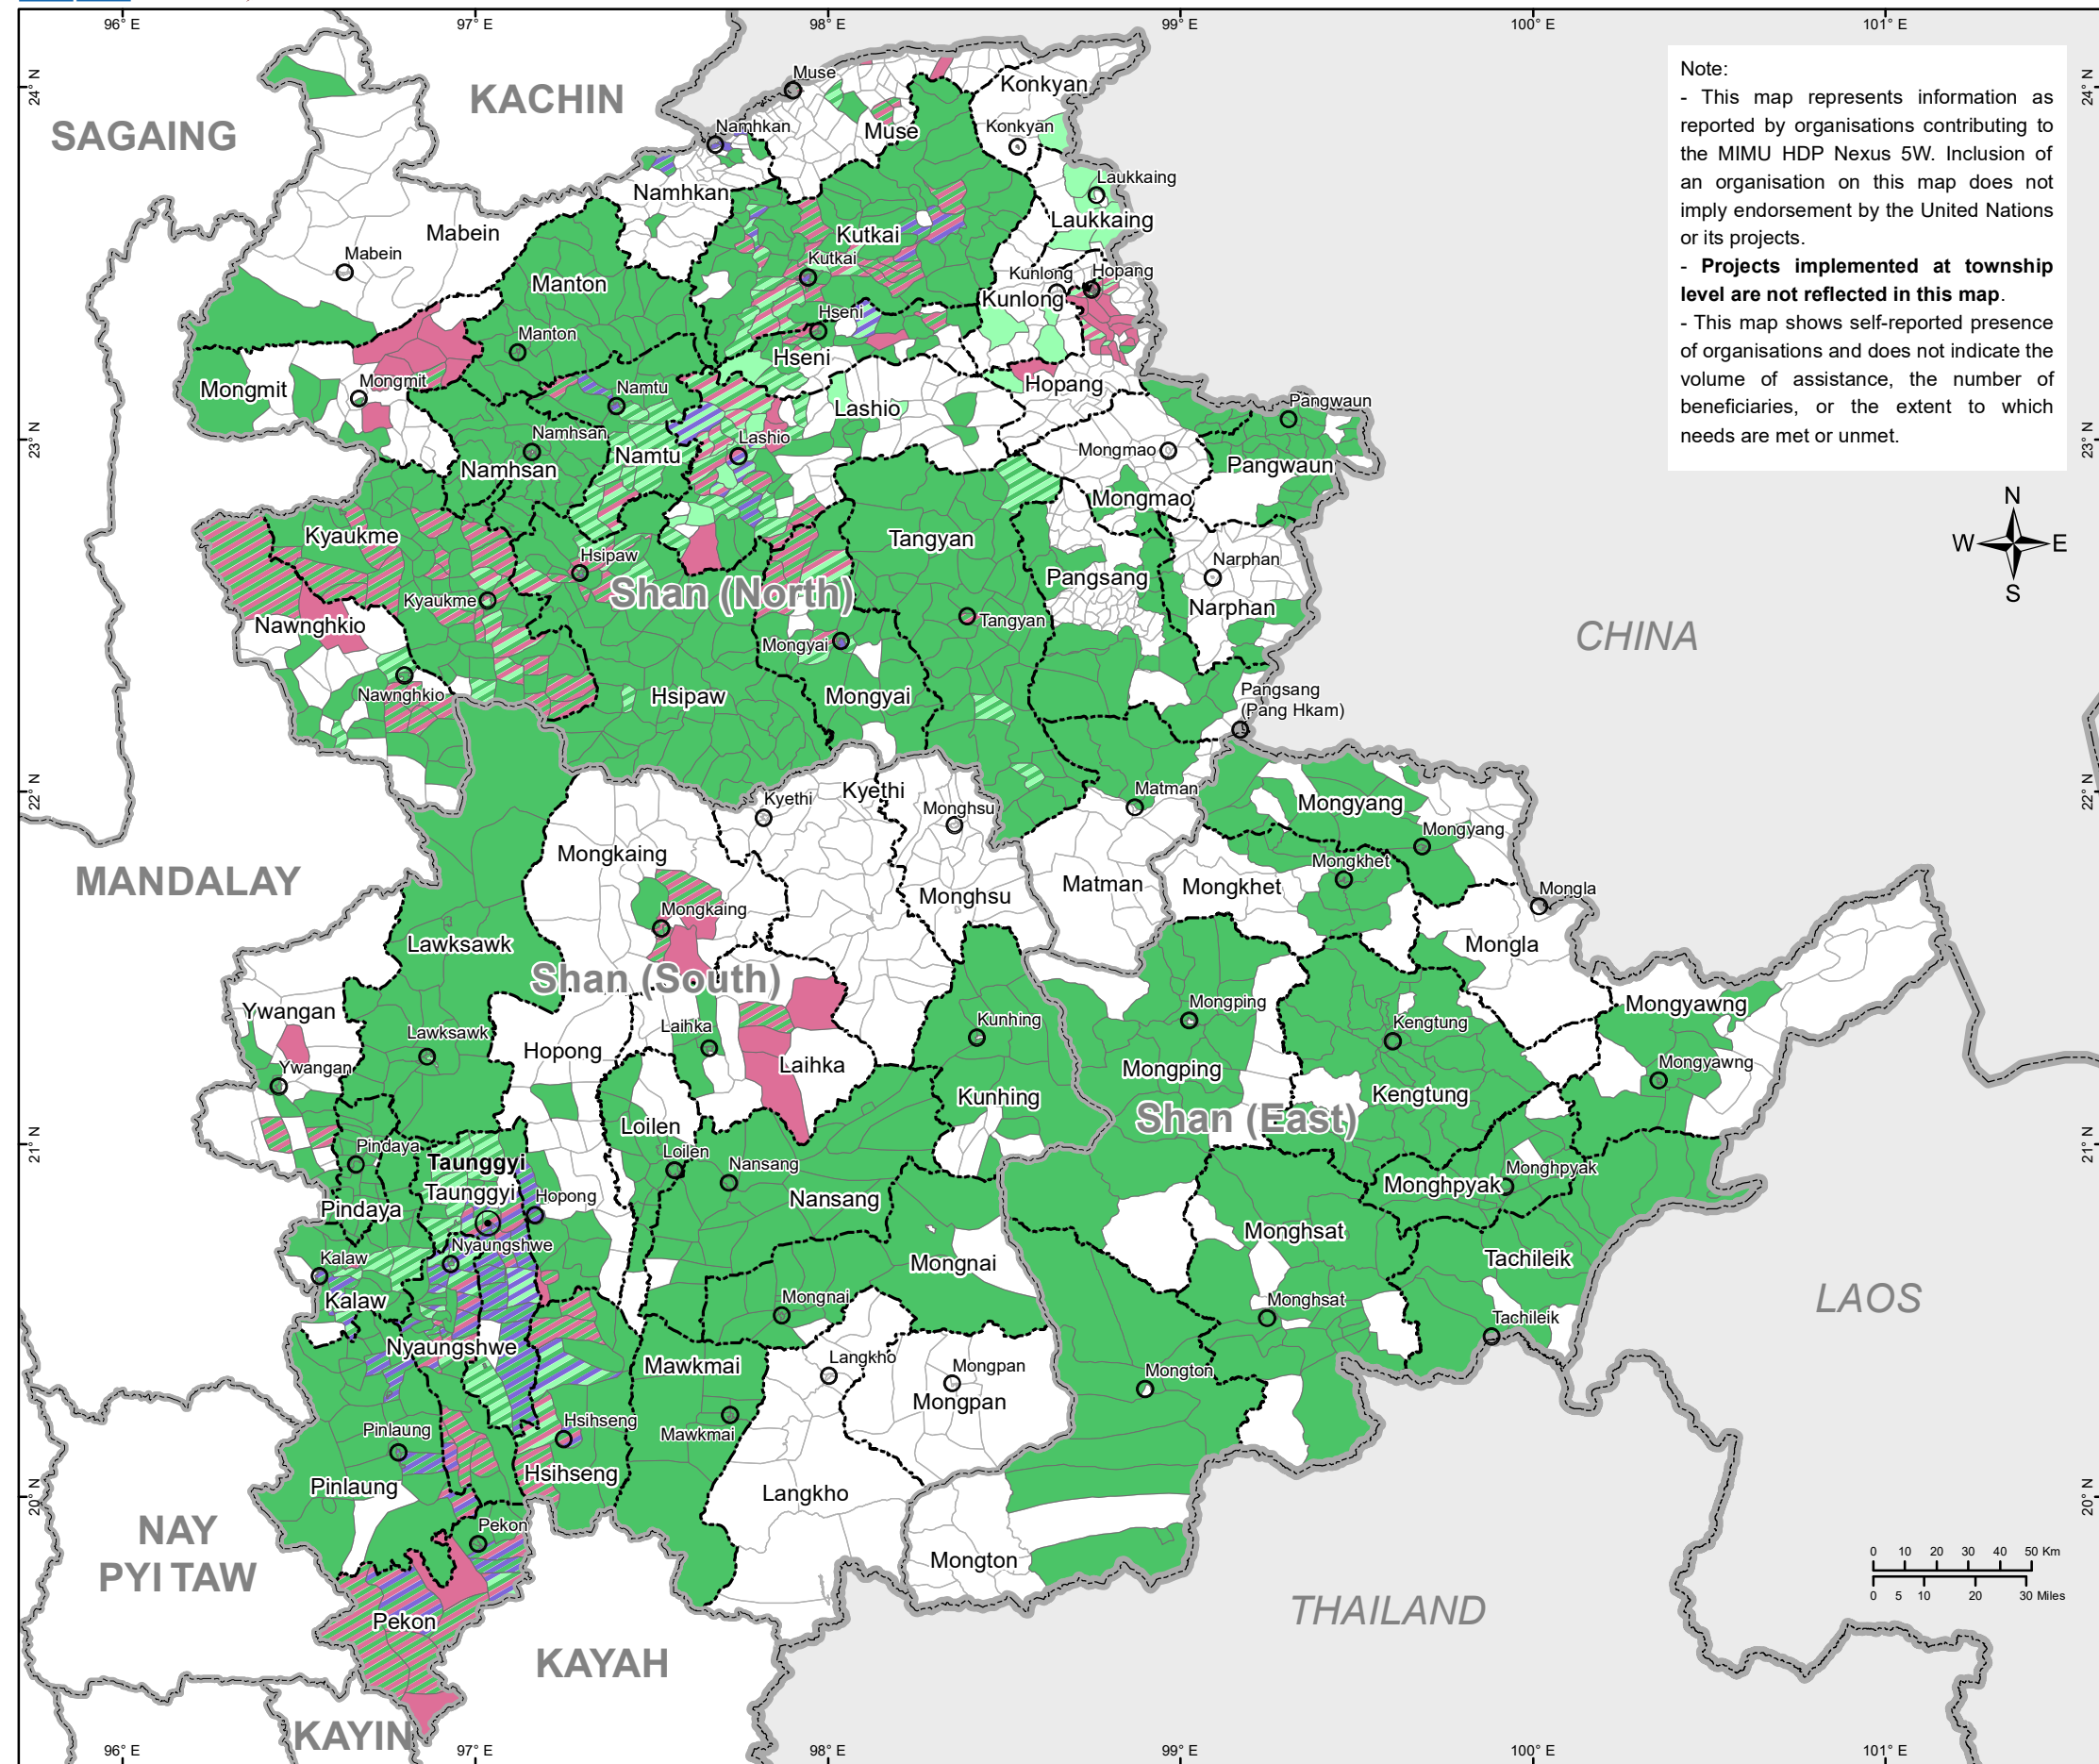 96° E
97° E
98° E
99° E
100° E
101° E
24° N
24° N
KACHIN
SAGAING
Muse
Konkyan
Namhkan
Muse
Konkyan
Laukkaing
Namhkan
Laukkaing
Mabein
Kutkai
Mabein
Kutkai
Kunlong
Hopang
Manton
Kunlong
Hseni
Manton
Hseni
Mongmit
Mongmit
Namtu
Hopang
Lashio
Pangwaun
Namhsan
Lashio
Mongmao
23° N
23° N
Namtu
Pangwaun
Namhsan
Mongmao
Kyaukme
Tangyan
Hsipaw
Narphan
Shan (North)
Pangsang
Kyaukme
Narphan
Nawnghkio
Tangyan
Mongyai
CHINA
Nawnghkio
Hsipaw
Mongyai
Pangsang
(Pang Hkam)
22° N
22° N
Kyethi
Kyethi
Monghsu
Matman
Mongyang
Mongyang
Mongkaing
Mongkhet
MANDALAY
Matman
Mongkhet
Mongla
Monghsu
Mongkaing
Lawksawk
Mongla
Shan (South)
Ywangan
Mongping
Mongyawng
Lawksawk
Laihka
Kunhing
Kengtung
Hopong
Laihka
Ywangan
Mongping
Mongyawng
Kunhing
Kengtung
Shan (East)
Loilen
21° N
21° N
Pindaya
Taunggyi
Loilen
Nansang
Monghpyak
Taunggyi
Hopong
Nansang
Monghpyak
Pindaya
Monghsat
Nyaungshwe
Kalaw
Mongnai
Tachileik
Kalaw
Mongnai
Monghsat
LAOS
Tachileik
Nyaungshwe
Mawkmai
Langkho
Mongpan
Mongton
Mongpan
Pinlaung
Hsihseng
Mawkmai
Hsihseng
Pinlaung
Langkho
20° N
20° N
NAY
PYI TAW
Pekon
Mongton
Pekon
THAILAND
KAYAH
KAYIN
Note:
- This map represents information as
reported by organisations contributing to
the MIMU HDP Nexus 5W. Inclusion of
an organisation on this map does not
imply endorsement by the United Nations
or its projects.
- Projects implemented at township
level are not reflected in this map.
- This map shows self-reported presence
of organisations and does not indicate the
volume of assistance, the number of
beneficiaries, or the extent to which
needs are met or unmet.
N
W E
S
0 10 20 30 40 50 Km
0 5 10 20 30 Miles
96° E
97° E
98° E
99° E
100° E
101° E